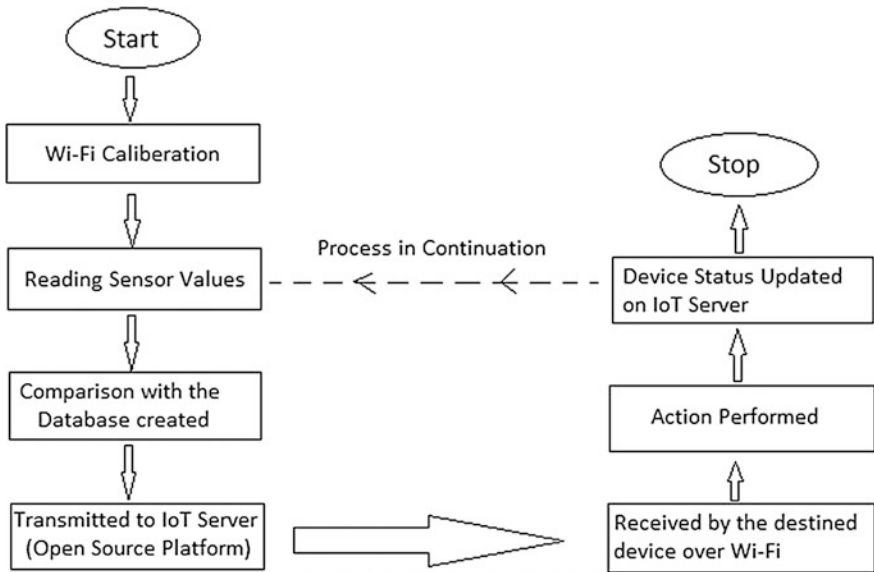 Start
Wi-Fi Caliberation
Reading Sensor Values
Comparison with the
Database created
Transmitted to IoT Server
(Open Source Platform)
Received by the destined
device over Wi-Fi
Action Performed
Device Status Updated
on IoT Server
Process in Continuation
Stop